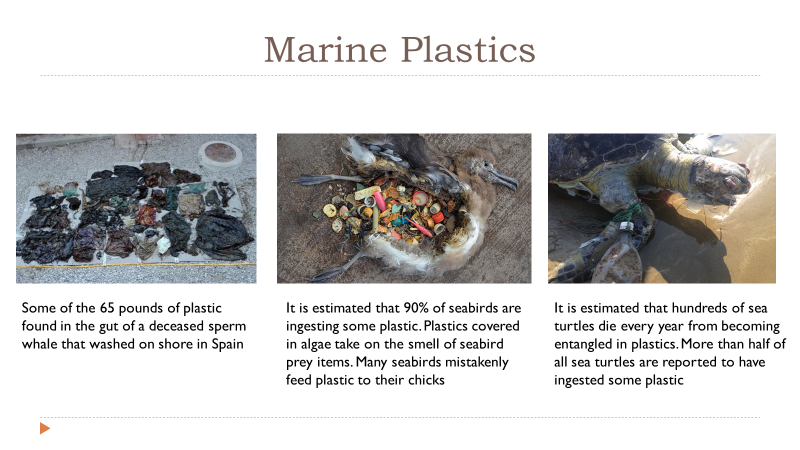 Marine Plastics
Some of the 65 pounds of plastic
found in the gut of a deceased sperm
whale that washed on shore in Spain
It is estimated that 90% of seabirds are
ingesting some plastic. Plastics covered
in algae take on the smell of seabird
prey items. Many seabirds mistakenly
feed plastic to their chicks
It is estimated that hundreds of sea
turtles die every year from becoming
entangled in plastics. More than half of
all sea turtles are reported to have
ingested some plastic